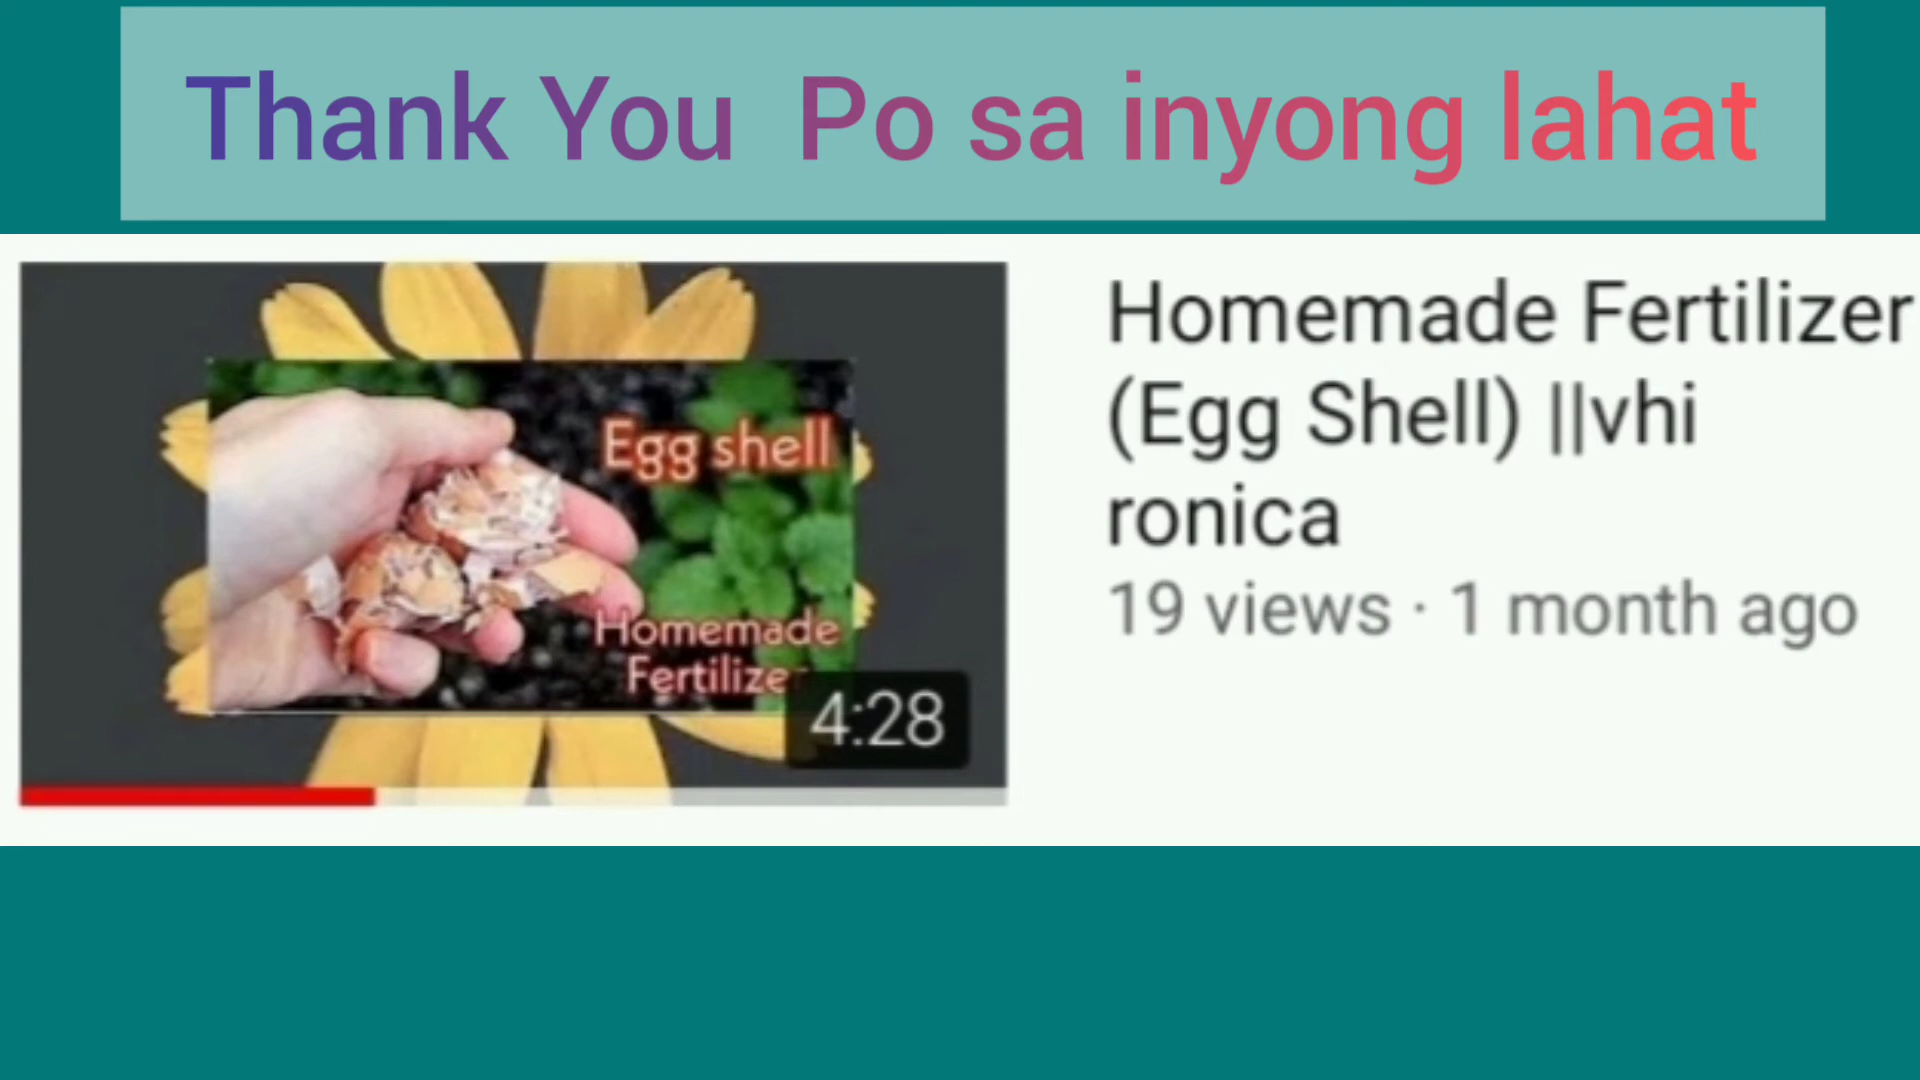 Thank You Po sa inyong lahat
Egg shell
Homemade
Fertilizer
4:28
Homemade Fertilizer
(Egg Shell) ||vhi
ronica
19 views · 1 month ago